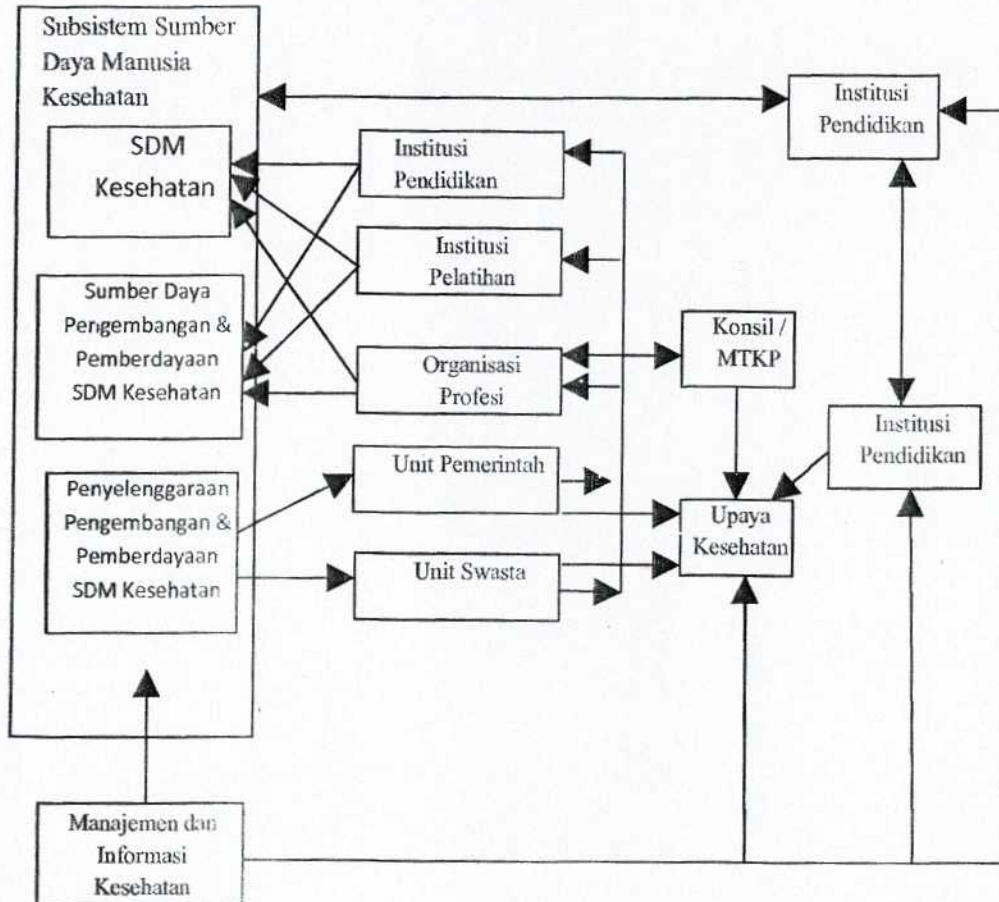 Subsistem Sumber
Daya Manusia
Kesehatan
SDM
Kesehatan
Sumber Daya
Pengembangan &
Pemberdayaan
SDM Kesehatan
Penyelenggaraan
Pengembangan &
Pemberdayaan
SDM Kesehatan
Manajemen dan
Informasi
Kesehatan
Institusi
Pendidikan
Institusi
Pelatihan
Organisasi
Profesi
Unit Pemerintah
Unit Swasta
Konsil /
MTKP
Upaya
Kesehatan
Institusi
Pendidikan
Institusi
Pendidikan